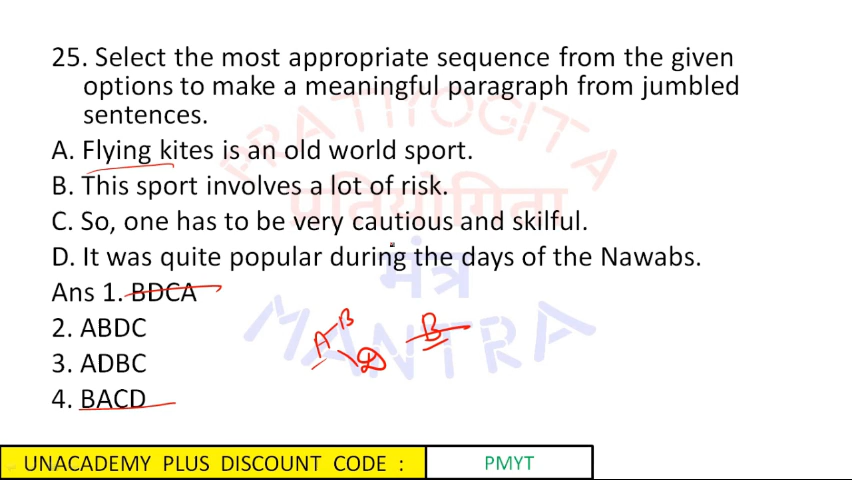 25. Select the most appropriate sequence from the given
options to make a meaningful paragraph from jumbled
sentences.
A. Flying kites is an old world sport.
B. This sport involves a lot of risk.
C. So, one has to be very cautious and skilful.
D. It was quite popular during the days of the Nawabs.
Ans 1. BDCA
2. ABDC
3. ADBC
4. BACD
A B D B
PRATIYOGITA
प्रतियोगिता
मंत्र
MANTRA
UNACADEMY PLUS DISCOUNT CODE : PMYT